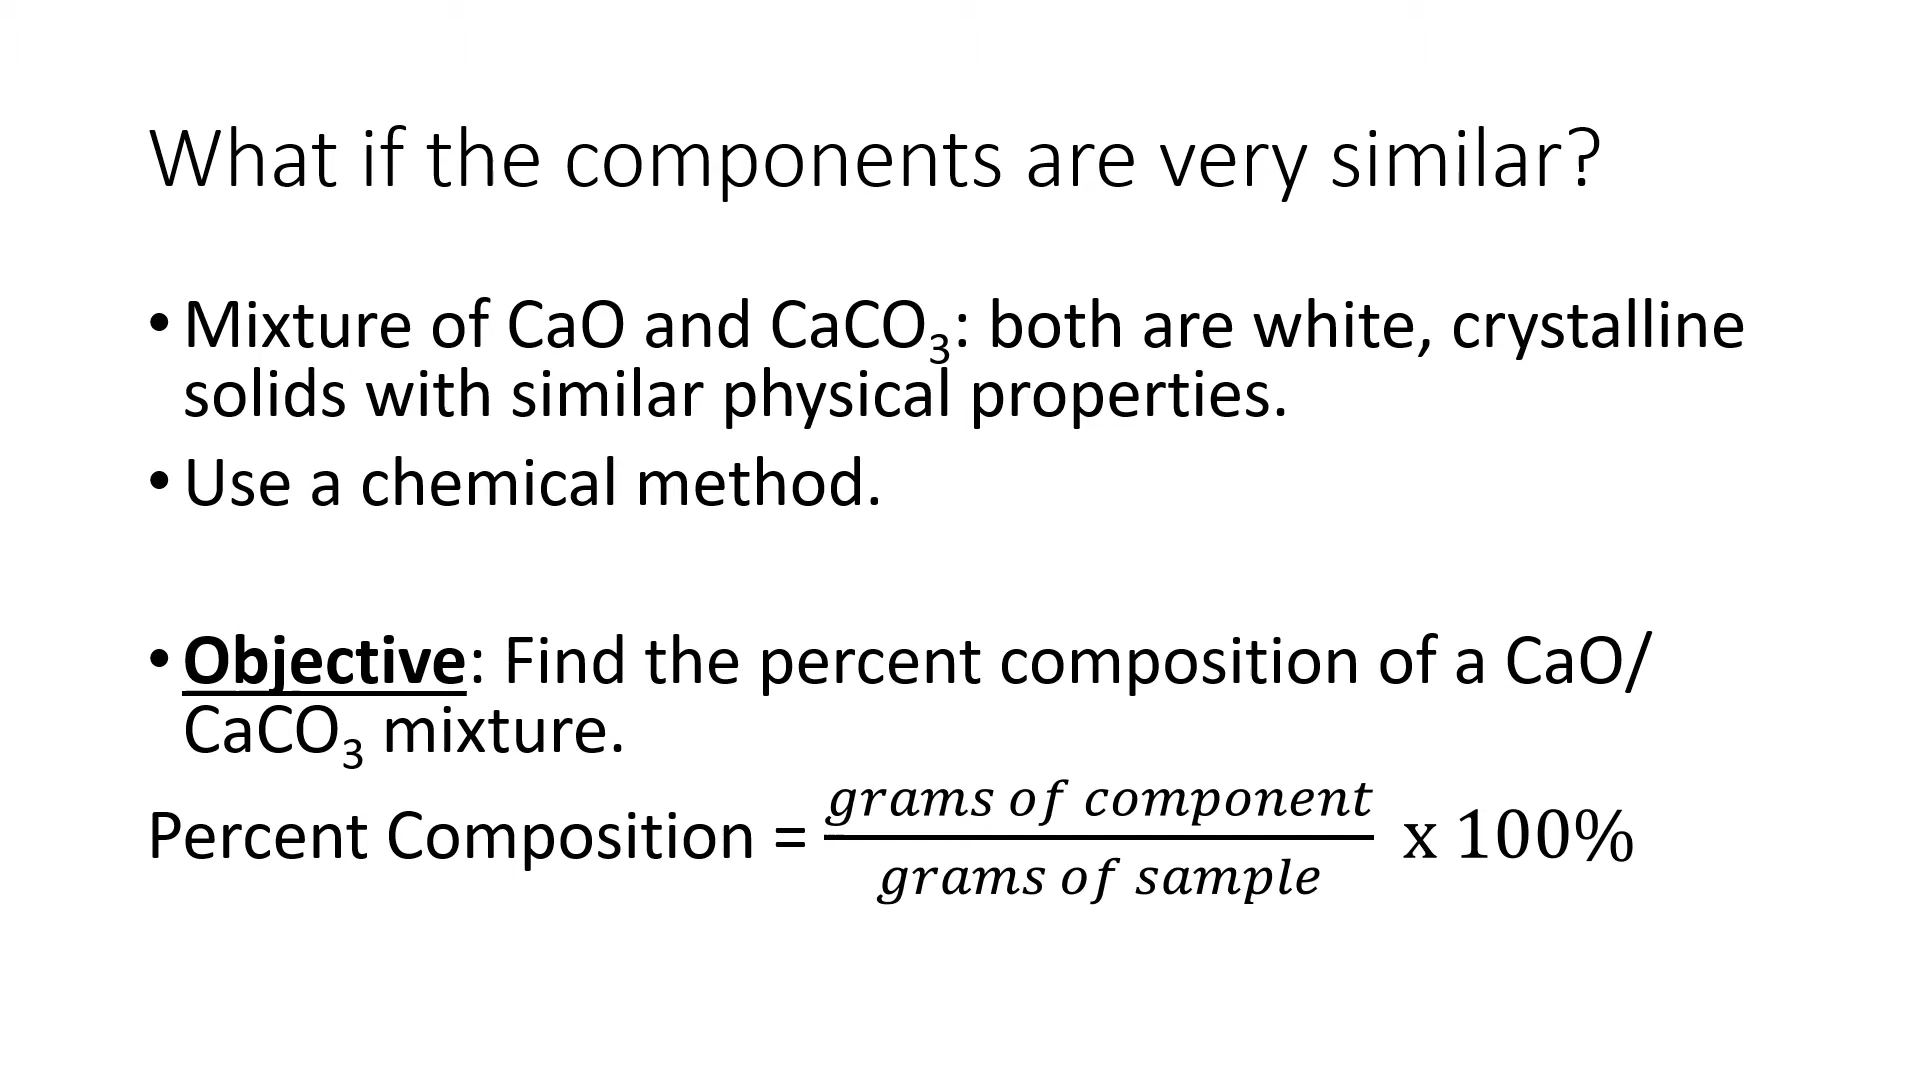 What if the components are very similar?
• Mixture of CaO and CaCO₃: both are white, crystalline
solids with similar physical properties.
• Use a chemical method.
• Objective: Find the percent composition of a CaO/
CaCO₃ mixture.
Percent Composition = grams of component / grams of sample x 100%